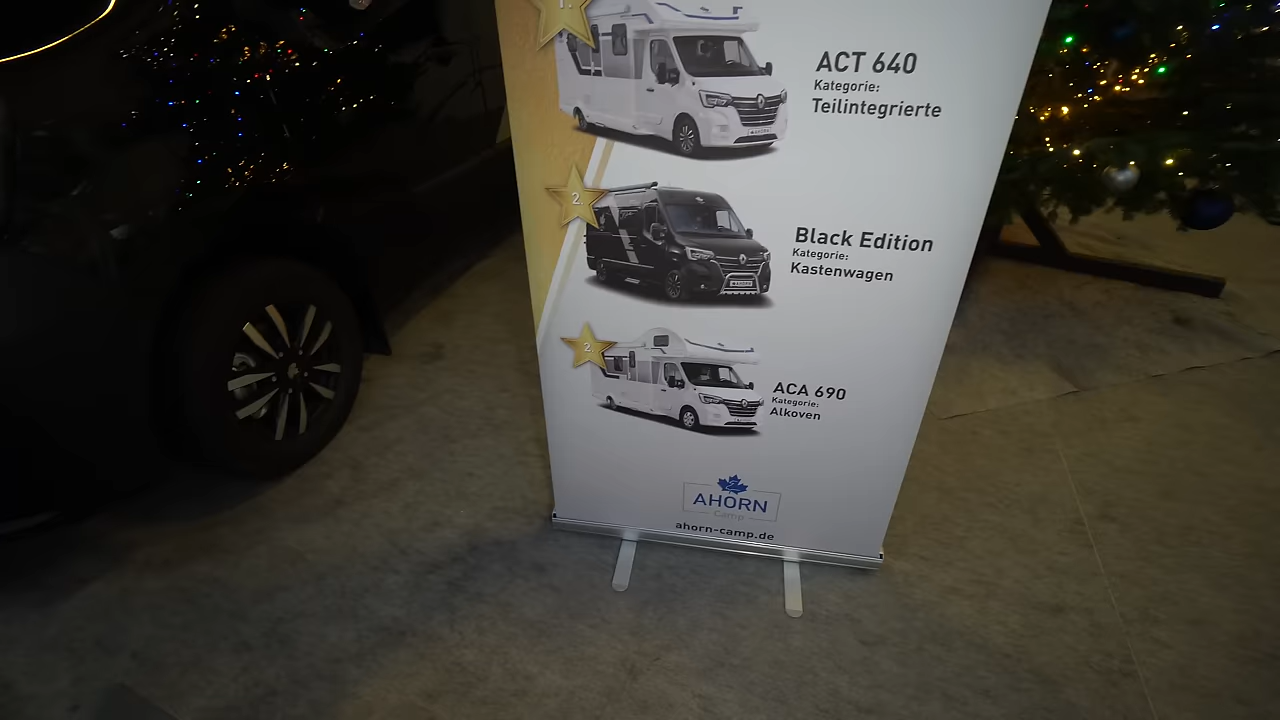 1.
ACT 640
Kategorie:
Teilintegrierte
2.
Black Edition
Kategorie:
Kastenwagen
2.
ACA 690
Kategorie:
Alkoven
AHORN
Camp
ahorn-camp.de